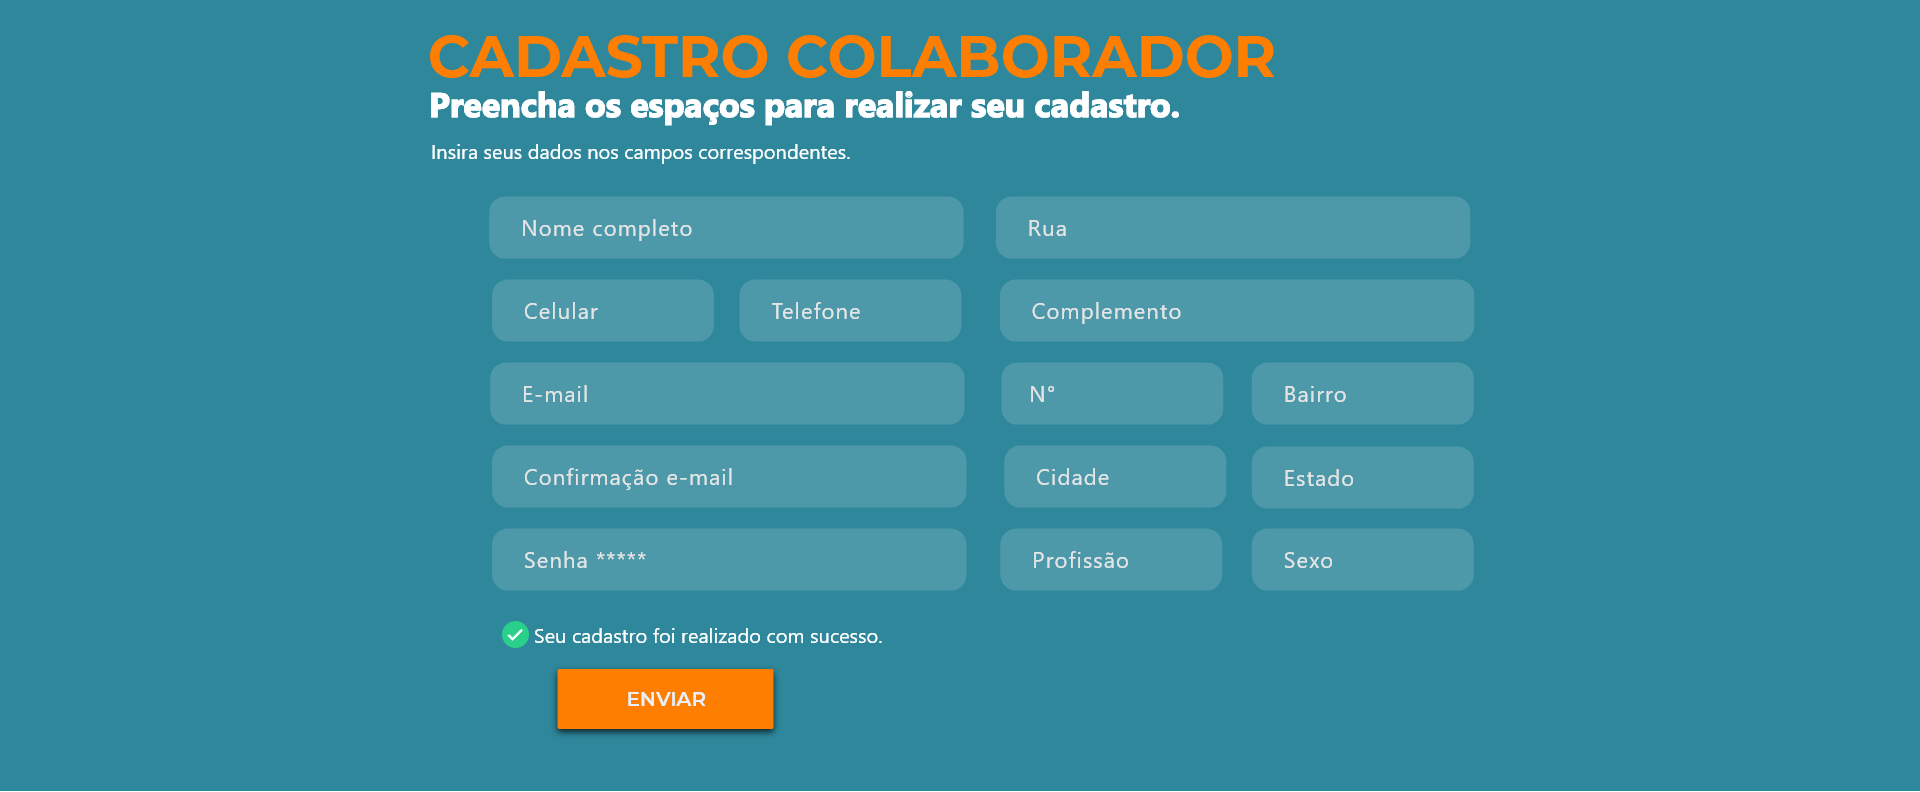 CADASTRO COLABORADOR
Preencha os espaços para realizar seu cadastro.
Insira seus dados nos campos correspondentes.
Nome completo
Rua
Celular
Telefone
Complemento
E-mail
N°
Bairro
Confirmação e-mail
Cidade
Estado
Senha *****
Profissão
Sexo
Seu cadastro foi realizado com sucesso.
ENVIAR